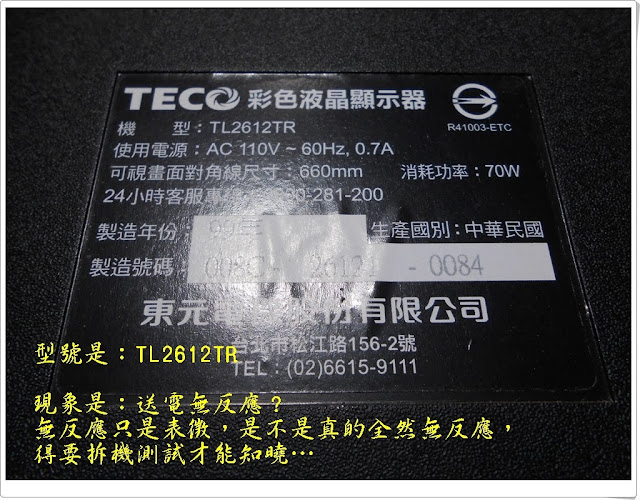 TECO 彩色液晶顯示器
R41003-ETC
機 型：TL2612TR
使用電源：AC 110V ~ 60Hz, 0.7A
可視畫面對角線尺寸：660mm 消耗功率：70W
24小時客服專 -281-200
製造年份： 生產國別：中華民國
製造號碼： - 0084
東元 股份有限公司
台北市松江路156-2號
TEL：(02)6615-9111
型號是：TL2612TR
現象是：送電無反應？
無反應只是表徵，是不是真的全然無反應，
得要拆機測試才能知曉…